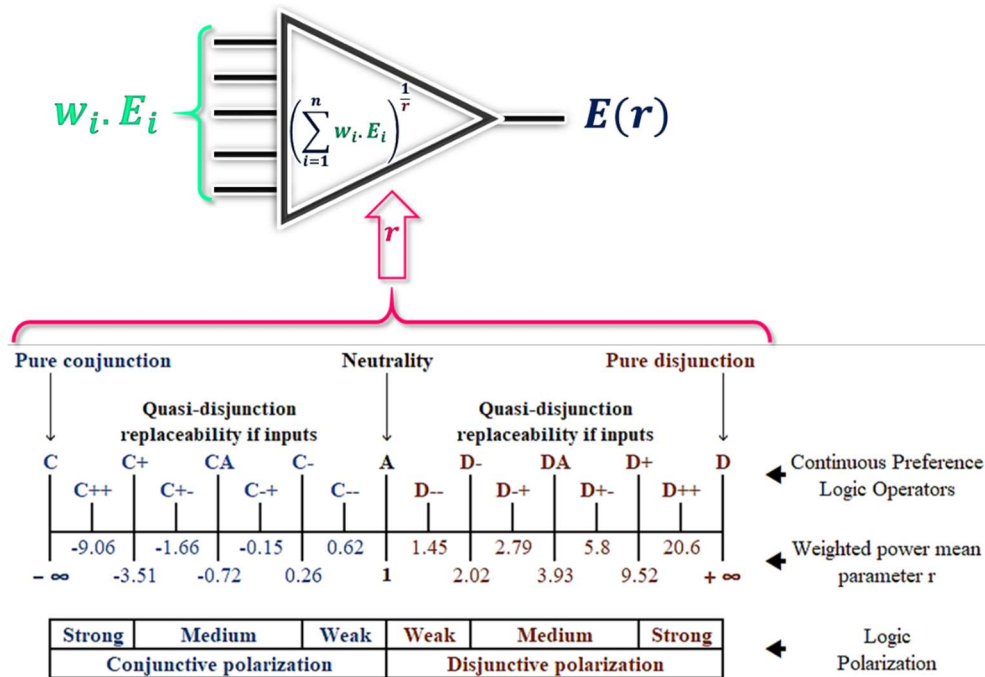 w_i . E_i
(∑_{i=1}^{n} w_i . E_i)^{1/r}
E(r)
r
Pure conjunction Neutrality Pure disjunction
Quasi-disjunction Quasi-disjunction
replaceability if inputs replaceability if inputs
C C+ CA C- A D- DA D+ D
C++ C+- C-+ C-- D-- D-+ D+- D++
Continuous Preference
Logic Operators
-9.06 -1.66 -0.15 0.62 1.45 2.79 5.8 20.6
- ∞ -3.51 -0.72 0.26 1 2.02 3.93 9.52 + ∞
Weighted power mean
parameter r
Strong Medium Weak Weak Medium Strong
Conjunctive polarization Disjunctive polarization
Logic
Polarization